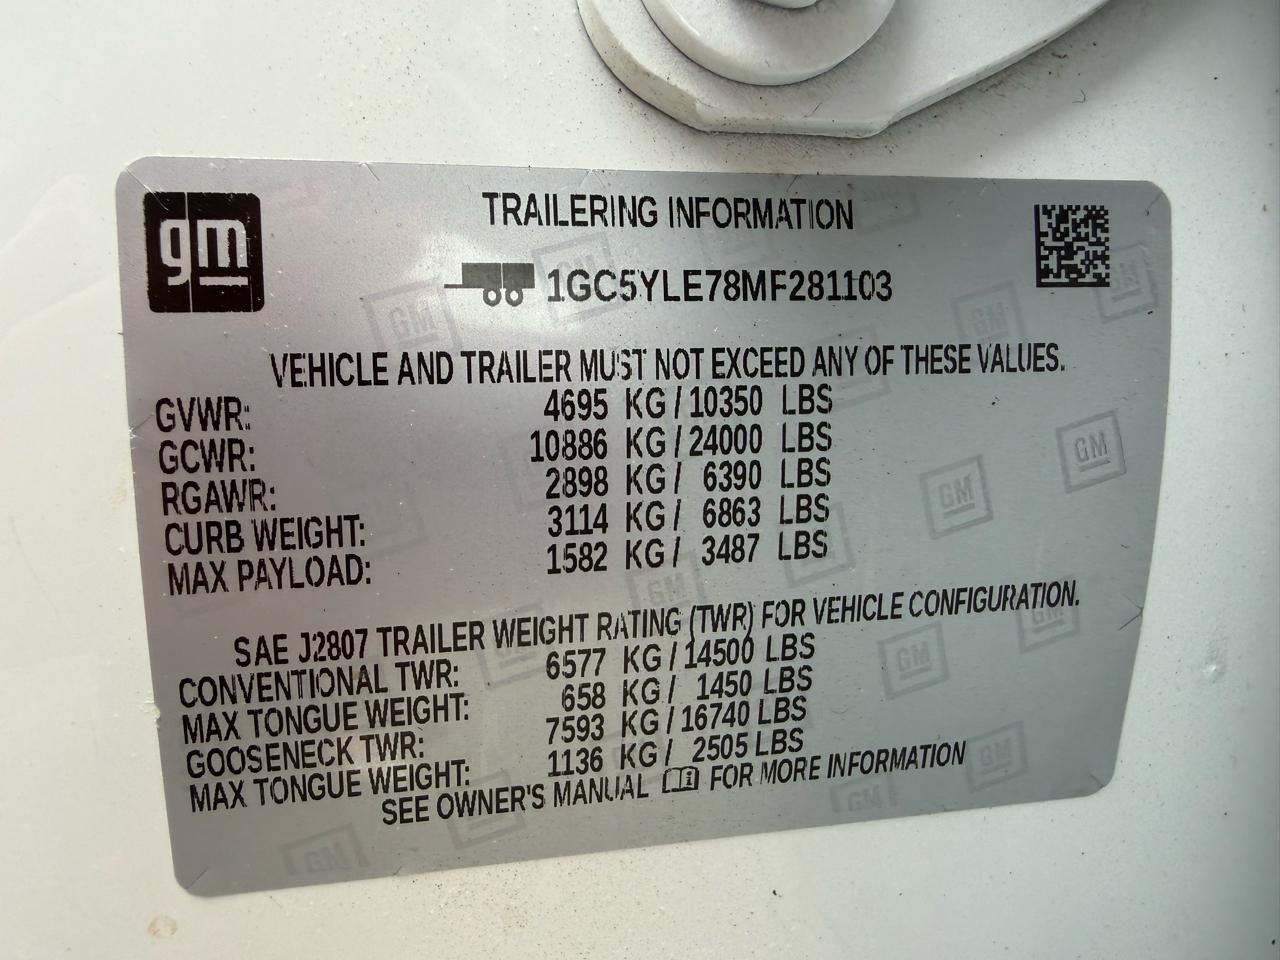 gm
TRAILERING INFORMATION
1GC5YLE78MF281103
VEHICLE AND TRAILER MUST NOT EXCEED ANY OF THESE VALUES.
GVWR: 4695 KG / 10350 LBS
GCWR: 10886 KG / 24000 LBS
RGAWR: 2898 KG / 6390 LBS
CURB WEIGHT: 3114 KG / 6863 LBS
MAX PAYLOAD: 1582 KG / 3487 LBS
SAE J2807 TRAILER WEIGHT RATING (TWR) FOR VEHICLE CONFIGURATION.
CONVENTIONAL TWR: 6577 KG / 14500 LBS
MAX TONGUE WEIGHT: 658 KG / 1450 LBS
GOOSENECK TWR: 7593 KG / 16740 LBS
MAX TONGUE WEIGHT: 1136 KG / 2505 LBS
SEE OWNER'S MANUAL FOR MORE INFORMATION